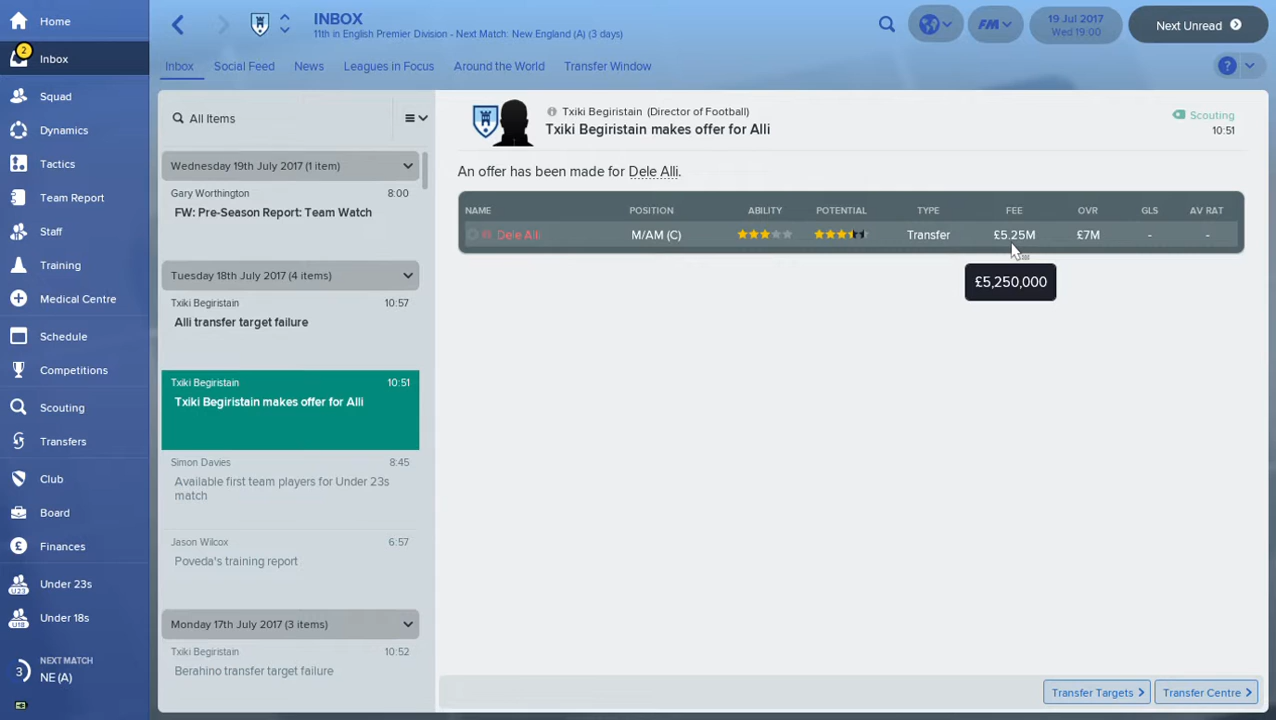 Home
2
Inbox
Squad
Dynamics
Tactics
Team Report
Staff
Training
Medical Centre
Schedule
Competitions
Scouting
Transfers
Club
Board
Finances
U23
Under 23s
U18
Under 18s
3
NEXT MATCH
NE (A)
INBOX
11th in English Premier Division - Next Match: New England (A) (3 days)
FM
19 Jul 2017
Wed 19:00
Next Unread
Inbox Social Feed News Leagues in Focus Around the World Transfer Window
?
All Items
Wednesday 19th July 2017 (1 item)
Gary Worthington 8:00
FW: Pre-Season Report: Team Watch
Tuesday 18th July 2017 (4 items)
Txiki Begiristain 10:57
Alli transfer target failure
Txiki Begiristain 10:51
Txiki Begiristain makes offer for Alli
Simon Davies 8:45
Available first team players for Under 23s
match
Jason Wilcox 6:57
Poveda's training report
Monday 17th July 2017 (3 items)
Txiki Begiristain 10:52
Berahino transfer target failure
Txiki Begiristain (Director of Football)
Txiki Begiristain makes offer for Alli
Scouting
10:51
An offer has been made for Dele Alli.
NAME POSITION ABILITY POTENTIAL TYPE FEE OVR GLS AV RAT
Dele Alli M/AM (C) Transfer £5.25M £7M - -
£5,250,000
Transfer Targets
Transfer Centre